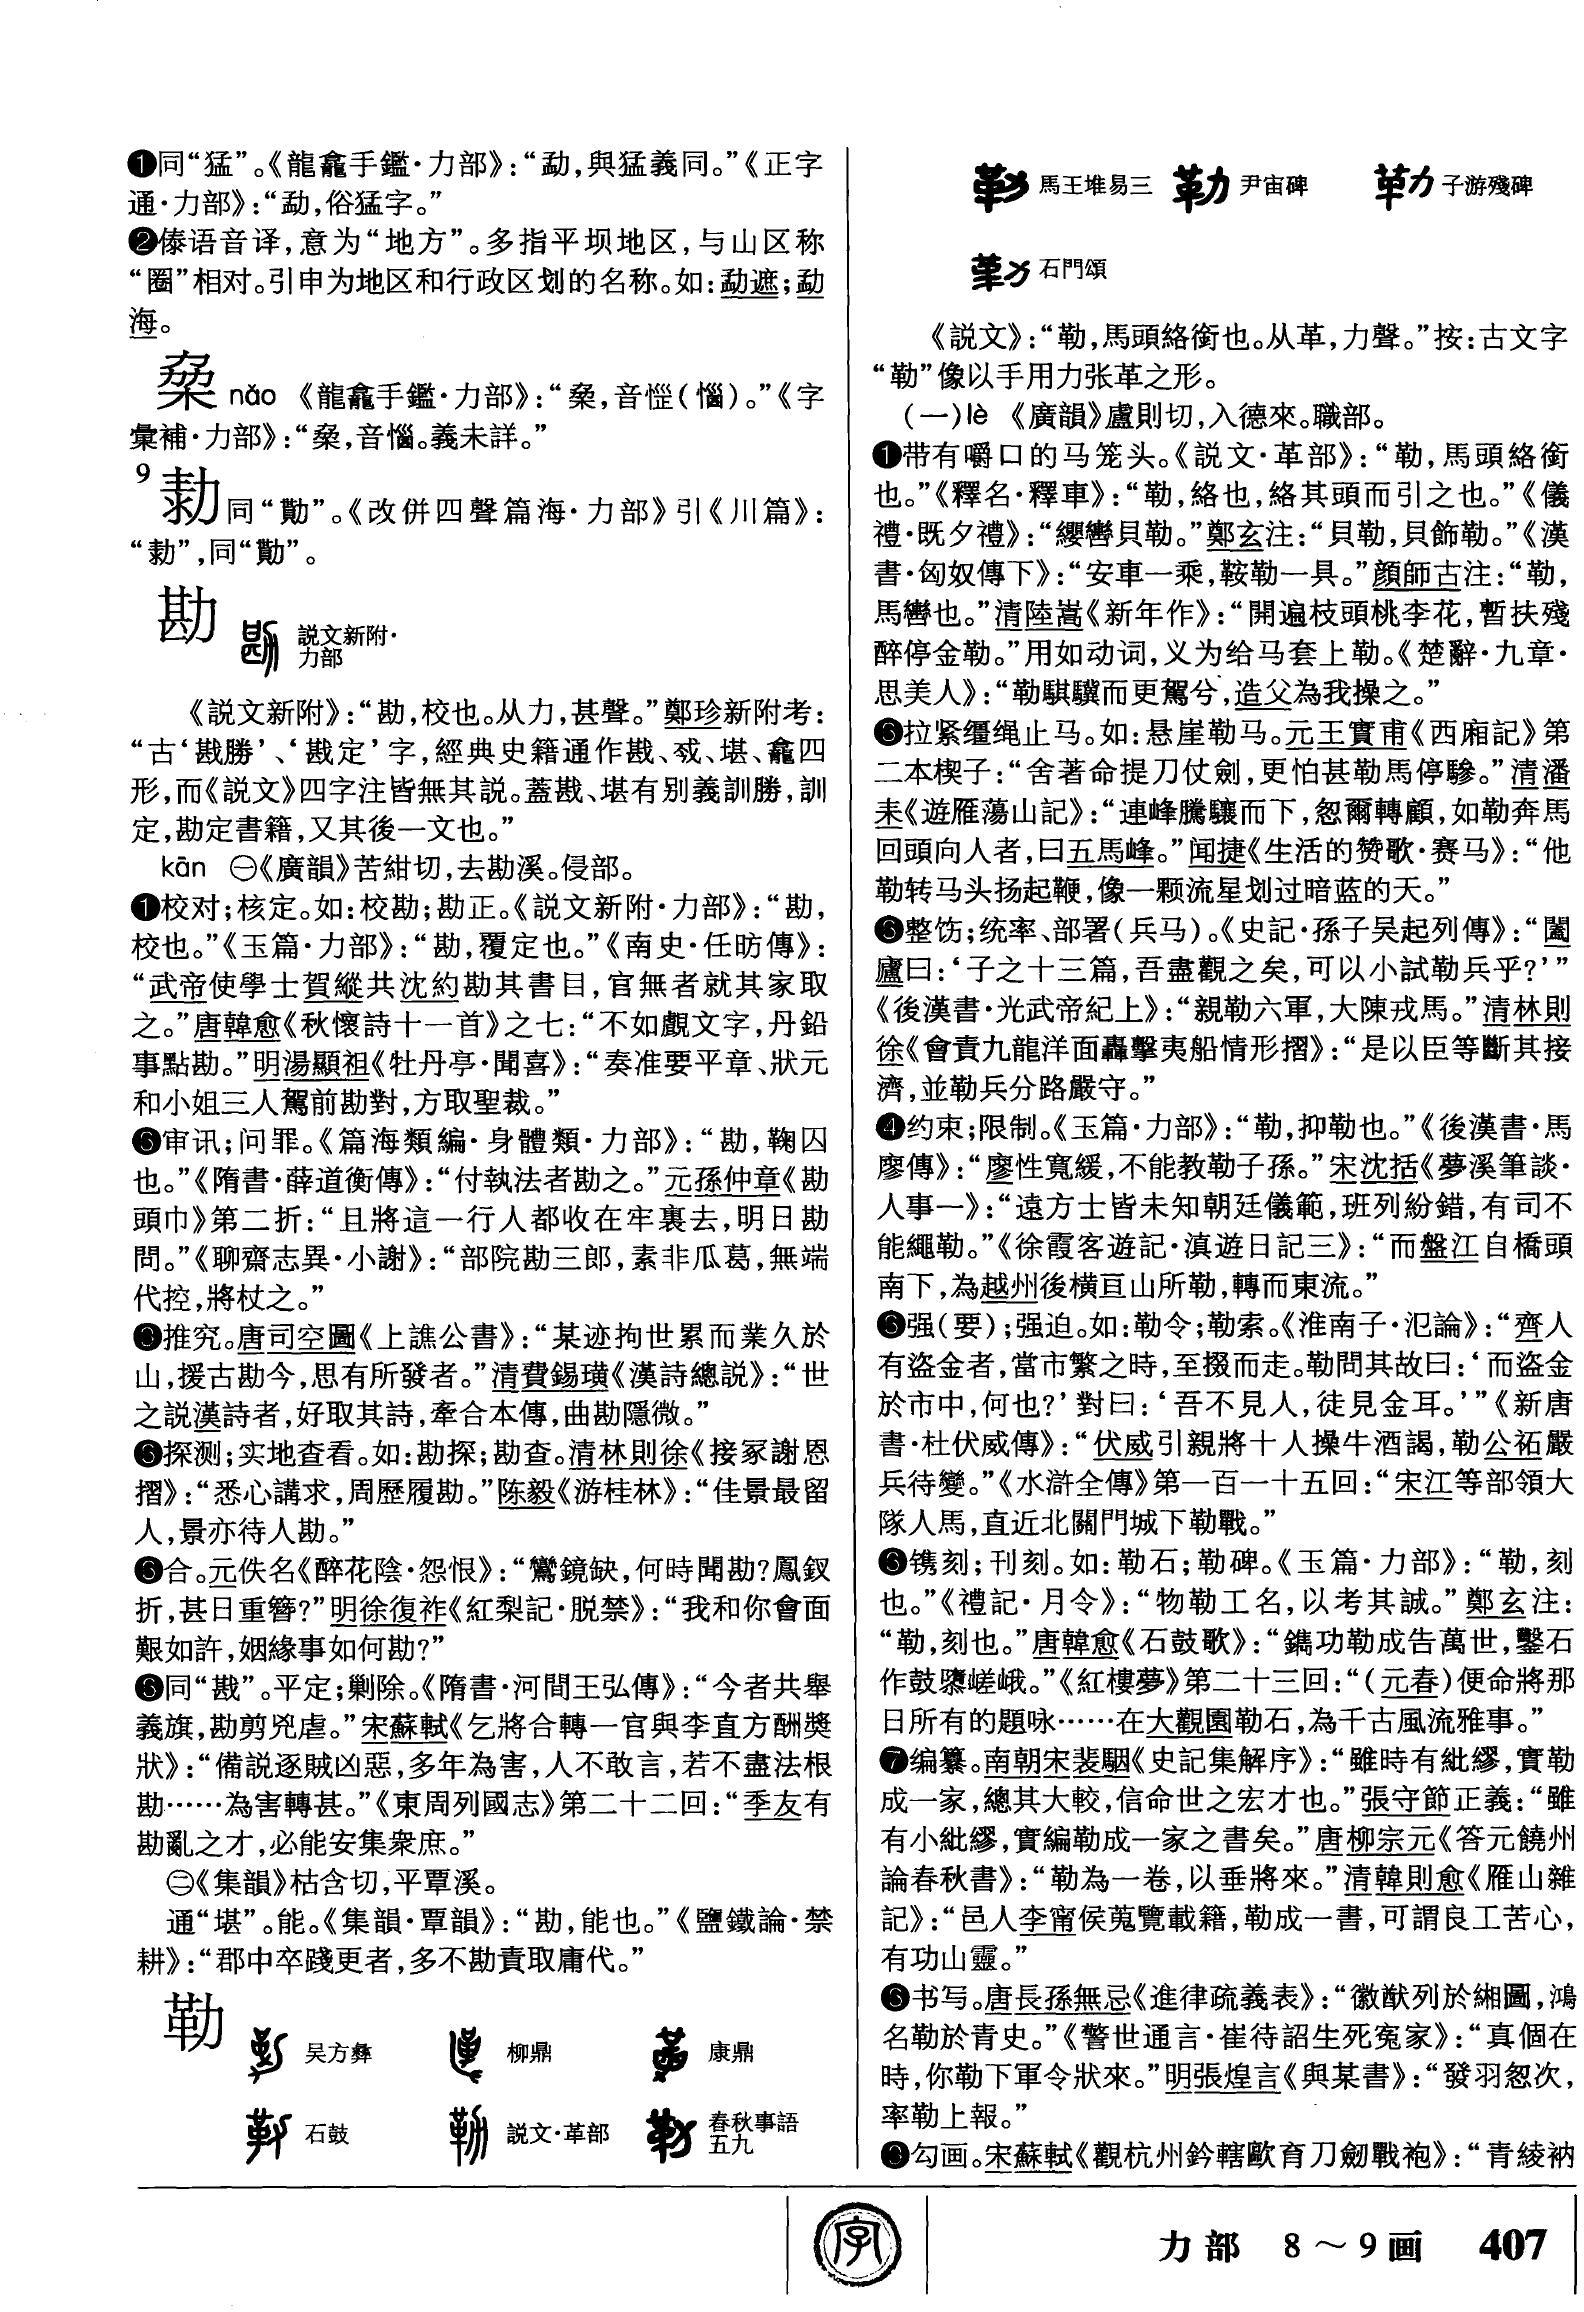 ❶同“猛”。《龍龕手鑑·力部》：“勐，與猛義同。”《正字
通·力部》：“勐，俗猛字。”
❷傣语音译，意为“地方”。多指平坝地区，与山区称
“圈”相对。引申为地区和行政区划的名称。如：勐遮；勐
海。
nǎo 《龍龕手鑑·力部》：“
，音㛴(惱)。”《字
彙補·力部》：“
，音惱。義未詳。”
9
同“勩”。《改併四聲篇海·力部》引《川篇》：
，同“勩”。
勘 説文新附·
力部
《説文新附》：“勘，校也。从力，甚聲。”鄭珍新附考：
“古‘戡勝’、‘戡定’字，經典史籍通作戡、㦰、堪、龕四
形，而《説文》四字注皆無其説。蓋戡、堪有别義訓勝，訓
定，勘定書籍，又其後一文也。”
kān ㊀《廣韻》苦紺切，去勘溪。侵部。
❶校对；核定。如：校勘；勘正。《説文新附·力部》：“勘，
校也。”《玉篇·力部》：“勘，覆定也。”《南史·任昉傳》：
“武帝使學士賀縱共沈約勘其書目，官無者就其家取
之。”唐韓愈《秋懷詩十一首》之七：“不如覷文字，丹鉛
事點勘。”明湯顯祖《牡丹亭·聞喜》：“奏准要平章、狀元
和小姐三人駕前勘對，方取聖裁。”
审讯；问罪。《篇海類編·身體類·力部》：“勘，鞠囚
也。”《隋書·薛道衡傳》：“付執法者勘之。”元孫仲章《勘
頭巾》第二折：“且將這一行人都收在牢裏去，明日勘
問。”《聊齋志異·小謝》：“部院勘三郎，素非瓜葛，無端
代控，將杖之。”
❸推究。唐司空圖《上譙公書》：“某迹拘世累而業久於
山，援古勘今，思有所發者。”清費錫璜《漢詩總説》：“世
之説漢詩者，好取其詩，牽合本傳，曲勘隱微。”
探测；实地查看。如：勘探；勘查。清林則徐《接冢謝恩
摺》：“悉心講求，周歷履勘。”陈毅《游桂林》：“佳景最留
人，景亦待人勘。”
合。元佚名《醉花陰·怨恨》：“鸞鏡缺，何時聞勘？鳳釵
折，甚日重簪？”明徐復祚《紅梨記·脱禁》：“我和你會面
艱如許，姻緣事如何勘？”
❻同“戡”。平定；剿除。《隋書·河間王弘傳》：“今者共舉
義旗，勘剪兇虐。”宋蘇軾《乞將合轉一官與李直方酬奬
狀》：“備説逐賊凶惡，多年為害，人不敢言，若不盡法根
勘……為害轉甚。”《東周列國志》第二十二回：“季友有
勘亂之才，必能安集衆庶。”
㊁《集韻》枯含切，平覃溪。
通“堪”。能。《集韻·覃韻》：“勘，能也。”《鹽鐵論·禁
耕》：“郡中卒踐更者，多不勘責取庸代。”
勒 吴方彝 柳鼎 康鼎
石鼓 説文·革部 春秋事語
五九
馬王堆易三 尹宙碑 子游殘碑
石門頌
《説文》：“勒，馬頭絡銜也。从革，力聲。”按：古文字
“勒”像以手用力张革之形。
(一)lè 《廣韻》盧則切，入德來。職部。
❶带有嚼口的马笼头。《説文·革部》：“勒，馬頭絡銜
也。”《釋名·釋車》：“勒，絡也，絡其頭而引之也。”《儀
禮·既夕禮》：“纓轡貝勒。”鄭玄注：“貝勒，貝飾勒。”《漢
書·匈奴傳下》：“安車一乘，鞍勒一具。”顔師古注：“勒，
馬轡也。”清陸嵩《新年作》：“開遍枝頭桃李花，暫扶殘
醉停金勒。”用如动词，义为给马套上勒。《楚辭·九章·
思美人》：“勒騏驥而更駕兮，造父為我操之。”
拉紧缰绳止马。如：悬崖勒马。元王實甫《西廂記》第
二本楔子：“舍著命提刀仗劍，更怕甚勒馬停驂。”清潘
耒《遊雁蕩山記》：“連峰騰驤而下，忽爾轉顧，如勒奔馬
回頭向人者，曰五馬峰。”闻捷《生活的赞歌·赛马》：“他
勒转马头扬起鞭，像一颗流星划过暗蓝的天。”
整饬；统率、部署(兵马)。《史記·孫子吴起列傳》：“闔
廬曰：‘子之十三篇，吾盡觀之矣，可以小試勒兵乎？’”
《後漢書·光武帝紀上》：“親勒六軍，大陳戎馬。”清林則
徐《會責九龍洋面轟擊夷船情形摺》：“是以臣等斷其接
濟，並勒兵分路嚴守。”
❹约束；限制。《玉篇·力部》：“勒，抑勒也。”《後漢書·馬
廖傳》：“廖性寬緩，不能教勒子孫。”宋沈括《夢溪筆談·
人事一》：“遠方士皆未知朝廷儀範，班列紛錯，有司不
能繩勒。”《徐霞客遊記·滇遊日記三》：“而盤江自橋頭
南下，為越州後橫亘山所勒，轉而東流。”
强(要)；强迫。如：勒令；勒索。《淮南子·氾論》：“齊人
有盜金者，當市繁之時，至掇而走。勒問其故曰：‘而盜金
於市中，何也？’對曰：‘吾不見人，徒見金耳。’”《新唐
書·杜伏威傳》：“伏威引親將十人操牛酒謁，勒公祏嚴
兵待變。”《水滸全傳》第一百一十五回：“宋江等部領大
隊人馬，直近北關門城下勒戰。”
❻镌刻；刊刻。如：勒石；勒碑。《玉篇·力部》：“勒，刻
也。”《禮記·月令》：“物勒工名，以考其誠。”鄭玄注：
“勒，刻也。”唐韓愈《石鼓歌》：“鐫功勒成告萬世，鑿石
作鼓隳嵯峨。”《紅樓夢》第二十三回：“(元春)便命將那
日所有的題咏……在大觀園勒石，為千古風流雅事。”
❼编纂。南朝宋裴駰《史記集解序》：“雖時有紕繆，實勒
成一家，總其大較，信命世之宏才也。”張守節正義：“雖
有小紕繆，實編勒成一家之書矣。”唐柳宗元《答元饒州
論春秋書》：“勒為一卷，以垂將來。”清韓則愈《雁山雜
記》：“邑人李甯侯蒐覽載籍，勒成一書，可謂良工苦心，
有功山靈。”
书写。唐長孫無忌《進律疏義表》：“徽猷列於緗圖，鴻
名勒於青史。”《警世通言·崔待詔生死冤家》：“真個在
時，你勒下軍令狀來。”明張煌言《與某書》：“發羽忽次，
率勒上報。”
勾画。宋蘇軾《觀杭州鈐轄歐育刀劒戰袍》：“青綾衲
字 力部 8～9画 407